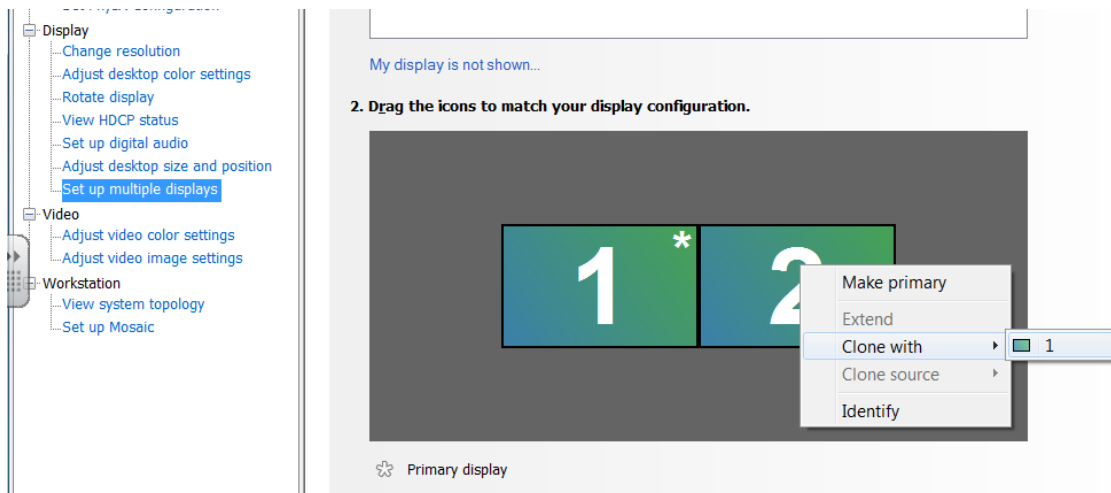 Display
Change resolution
Adjust desktop color settings
Rotate display
View HDCP status
Set up digital audio
Adjust desktop size and position
Set up multiple displays
Video
Adjust video color settings
Adjust video image settings
Workstation
View system topology
Set up Mosaic
My display is not shown...
2. Drag the icons to match your display configuration.
1 *
2
Make primary
Extend
Clone with
1
Clone source
Identify
Primary display